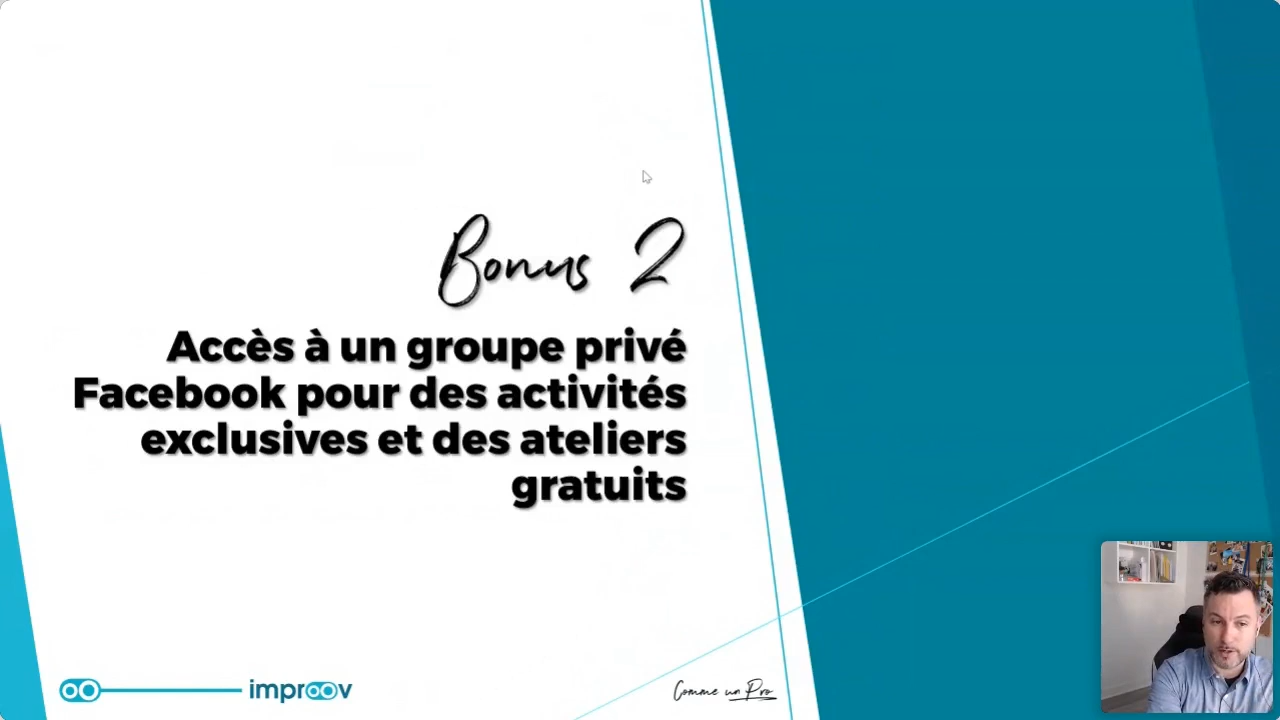 Bonus 2
Accès à un groupe privé
Facebook pour des activités
exclusives et des ateliers
gratuits
improov
Comme un Pro